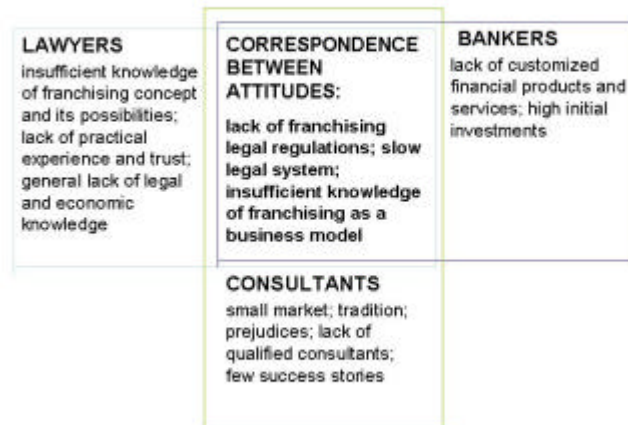 LAWYERS
insufficient knowledge
of franchising concept
and its possibilities;
lack of practical
experience and trust;
general lack of legal
and economic
knowledge
CORRESPONDENCE
BETWEEN
ATTITUDES:
lack of franchising
legal regulations; slow
legal system;
insufficient knowledge
of franchising as a
business model
BANKERS
lack of customized
financial products and
services; high initial
investments
CONSULTANTS
small market; tradition;
prejudices; lack of
qualified consultants;
few success stories